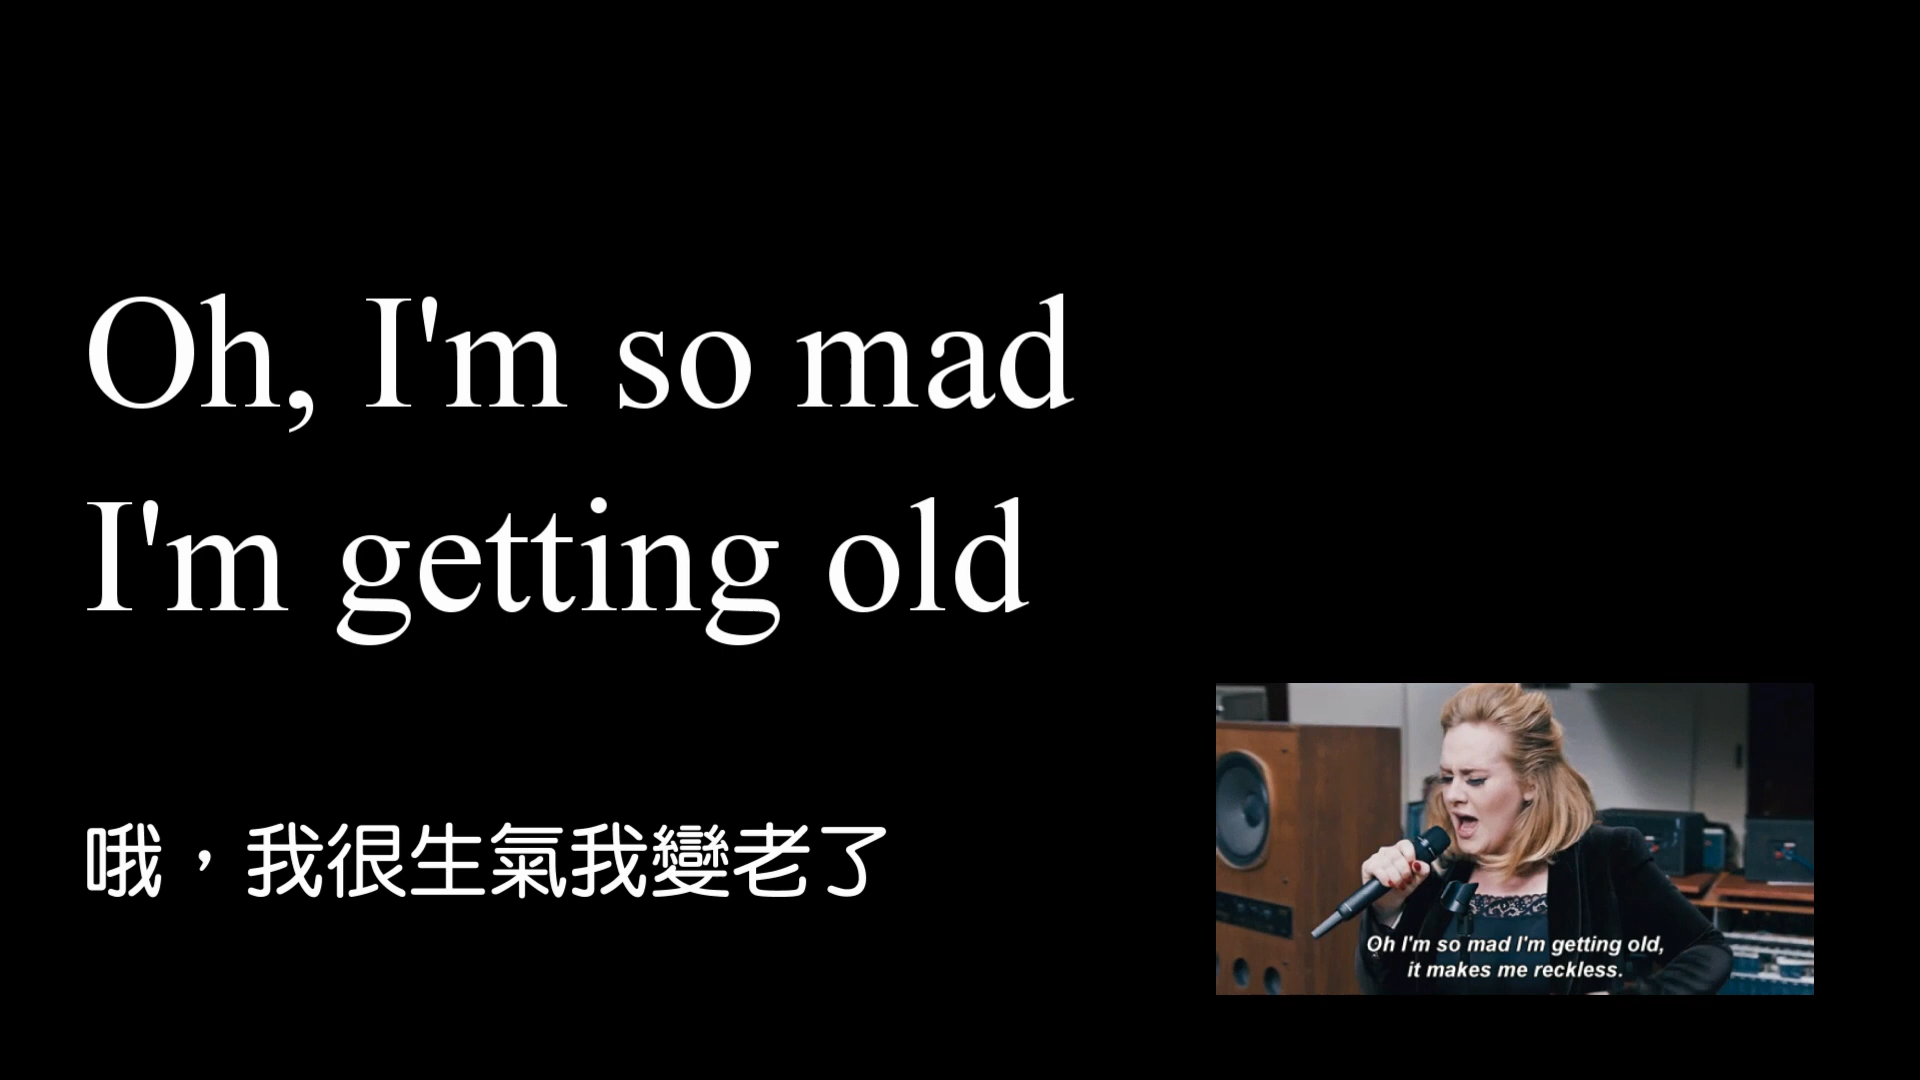 Oh, I'm so mad
I'm getting old
哦，我很生氣我變老了
Oh I'm so mad I'm getting old,
it makes me reckless.